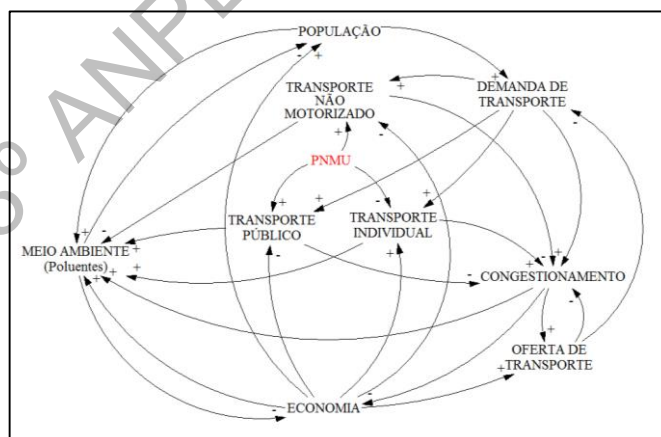 POPULAÇÃO
TRANSPORTE
NÃO
MOTORIZADO
DEMANDA DE
TRANSPORTE
PNMU
TRANSPORTE
PÚBLICO
TRANSPORTE
INDIVIDUAL
MEIO AMBIENTE
(Poluentes)
CONGESTIONAMENTO
OFERTA DE
TRANSPORTE
ECONOMIA